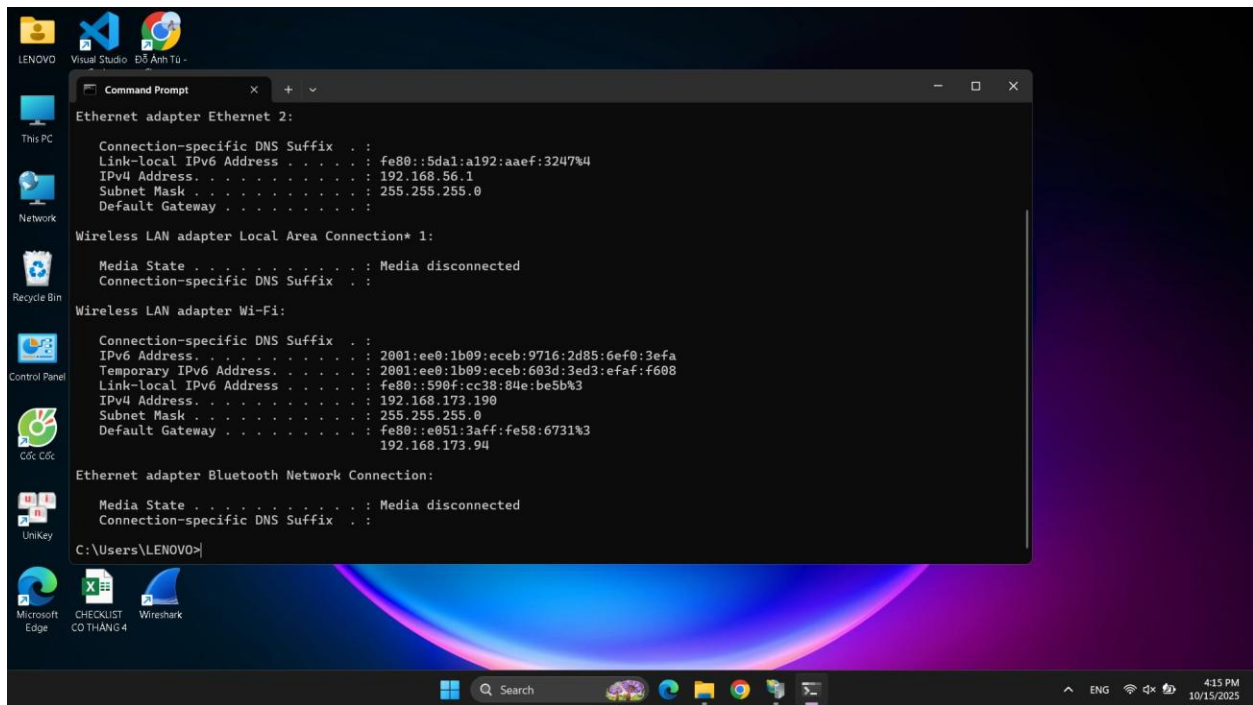 LENOVO
Visual Studio
Đỗ Anh Tú -
Command Prompt
This PC
Network
Recycle Bin
Control Panel
Cốc Cốc
UniKey
Microsoft
Edge
CHECKLIST
CO THÁNG 4
Wireshark
Ethernet adapter Ethernet 2:
Connection-specific DNS Suffix . :
Link-local IPv6 Address . . . . . : fe80::5da1:a192:aaef:3247%4
IPv4 Address. . . . . . . . . . . : 192.168.56.1
Subnet Mask . . . . . . . . . . . : 255.255.255.0
Default Gateway . . . . . . . . . :
Wireless LAN adapter Local Area Connection* 1:
Media State . . . . . . . . . . . : Media disconnected
Connection-specific DNS Suffix . :
Wireless LAN adapter Wi-Fi:
Connection-specific DNS Suffix . :
IPv6 Address. . . . . . . . . . . : 2001:ee0:1b09:eceb:9716:2d85:6ef0:3efa
Temporary IPv6 Address. . . . . . : 2001:ee0:1b09:eceb:603d:3ed3:efaf:f608
Link-local IPv6 Address . . . . . : fe80::590f:cc38:84e:be5b%3
IPv4 Address. . . . . . . . . . . : 192.168.173.190
Subnet Mask . . . . . . . . . . . : 255.255.255.0
Default Gateway . . . . . . . . . : fe80::e051:3aff:fe58:6731%3
192.168.173.94
Ethernet adapter Bluetooth Network Connection:
Media State . . . . . . . . . . . : Media disconnected
Connection-specific DNS Suffix . :
C:\Users\LENOVO>
Search
ENG
4:15 PM
10/15/2025